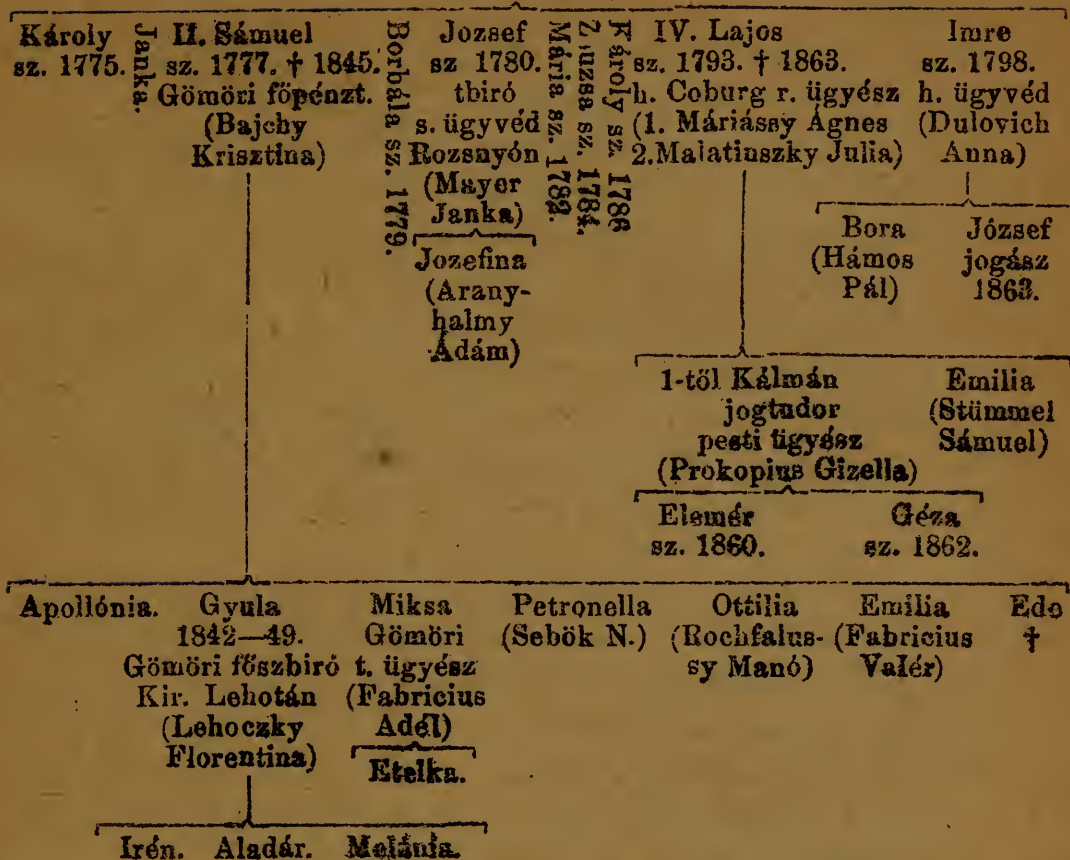 Károly
sz. 1775.
Janka.
II. Sámuel
sz. 1777. † 1845.
Gömöri főpénzt.
(Bajchy
Krisztina)
Borbála sz. 1779.
Jozsef
sz 1780.
tbiró
s. ügyvéd
Rozsnyón
(Mayer
Janka)
Jozefina
(Arany-
halmy
Ádám)
Mária sz. 1782.
Zsuzsa sz. 1784.
Károly sz. 1786
IV. Lajos
sz. 1793. † 1863.
h. Coburg r. ügyész
(1. Máriássy Ágnes
2.Malatinszky Julia)
Imre
sz. 1798.
h. ügyvéd
(Dulovich
Anna)
Bora
(Hámos
Pál)
József
jogász
1863.
1-töl Kálmán
jogtudor
pesti ügyész
(Prokopius Gizella)
Emilia
(Stümmel
Sámuel)
Elemér
sz. 1860.
Géza
sz. 1862.
Apollónia.
Gyula
1842—49.
Gömöri főszbiró
Kir. Lehotán
(Lehoczky
Florentina)
Miksa
Gömöri
t. ügyész
(Fabricius
Adél)
Etelka.
Petronella
(Sebök N.)
Ottilia
(Rochfalus-
sy Manó)
Emilia
(Fabricius
Valér)
Edo
†
Irén. Aladár. Melánia.